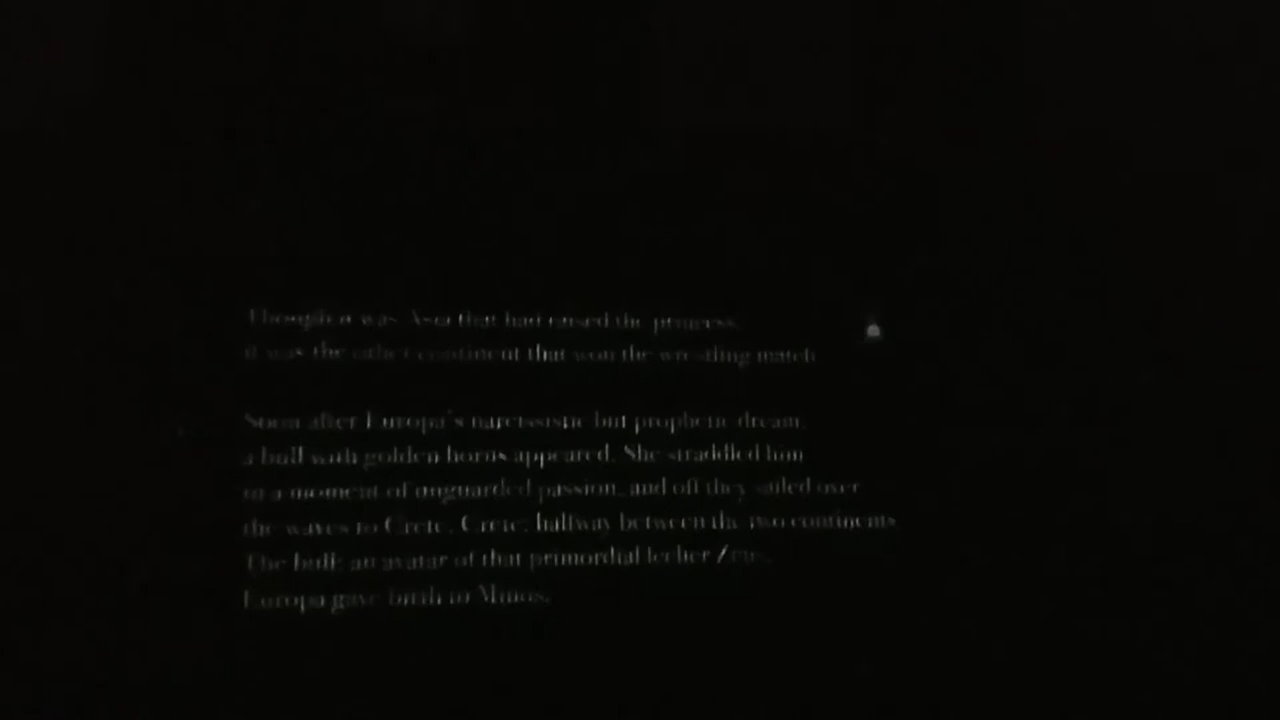 Though it was Asia that had raised the princess,
it was the other continent that won the wrestling match.
Soon after Europa's narcissistic but prophetic dream,
a bull with golden horns appeared. She straddled him
in a moment of unguarded passion, and off they sailed over
the waves to Crete. Crete: halfway between the two continents.
The bull: an avatar of that primordial lecher Zeus.
Europa gave birth to Minos.